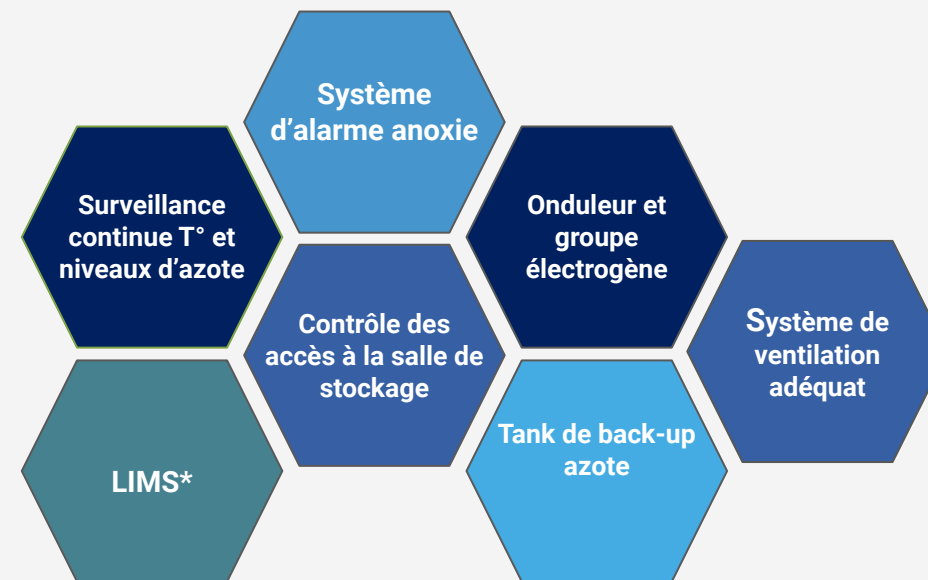 Système
d’alarme anoxie
Surveillance
continue T° et
niveaux d’azote
Onduleur et
groupe
électrogène
Contrôle des
accès à la salle de
stockage
Système de
ventilation
adéquat
LIMS*
Tank de back-up
azote